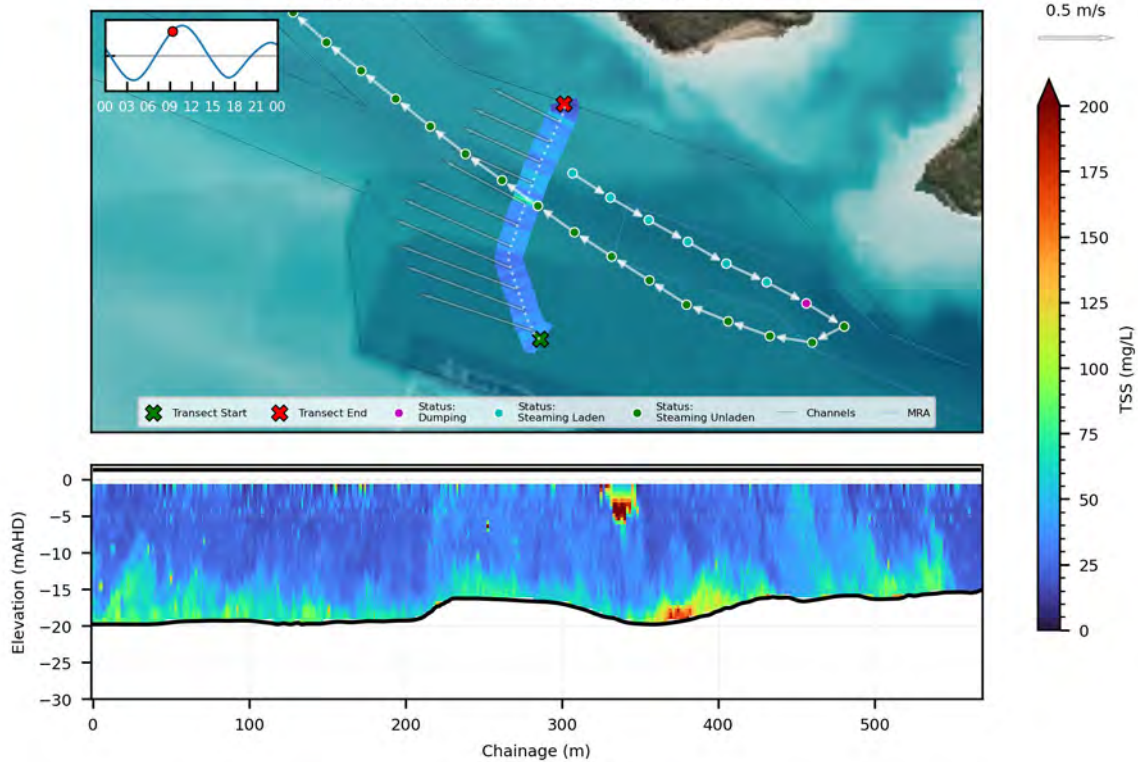 0.5 m/s
00 03 06 09 12 15 18 21 00
Transect Start
Transect End
Status:
Dumping
Status:
Steaming Laden
Status:
Steaming Unladen
Channels
MRA
200
175
150
125
100
75
50
25
0
TSS (mg/L)
0
−5
−10
−15
−20
−25
−30
Elevation (mAHD)
0 100 200 300 400 500
Chainage (m)